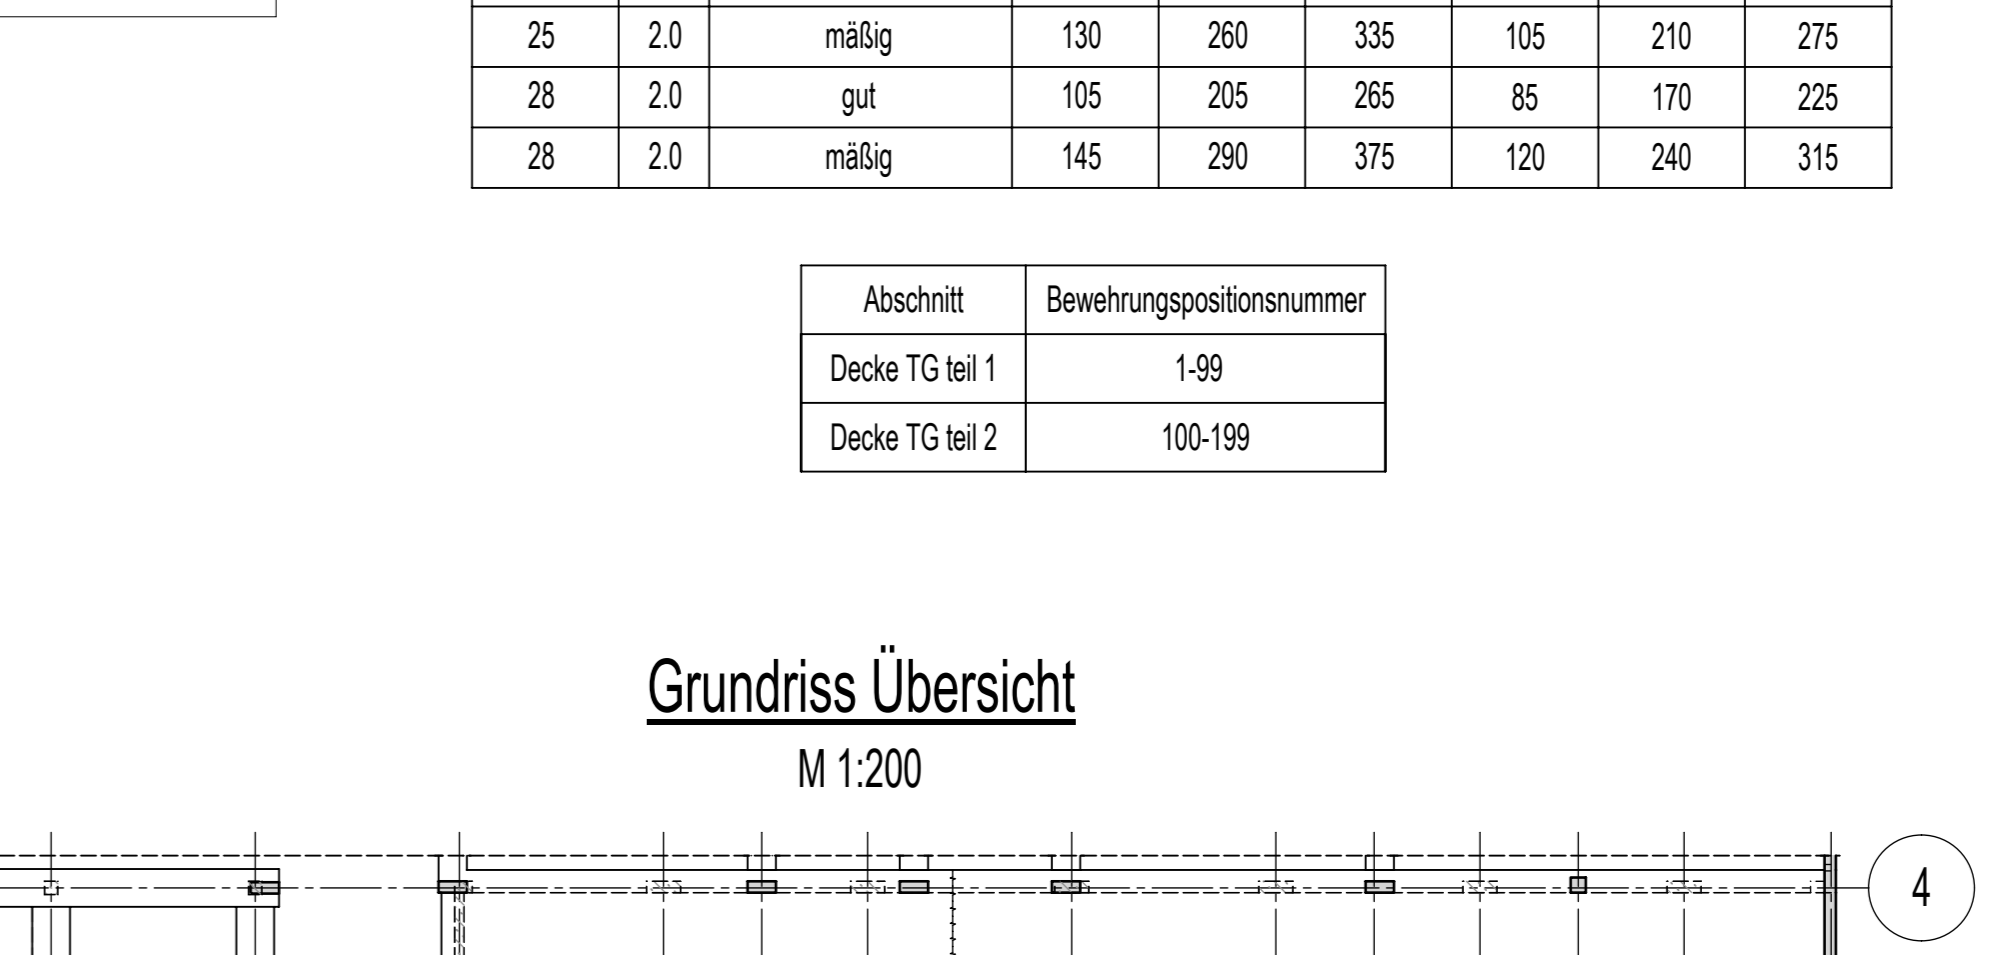 25 2.0 mäßig 130 260 335 105 210 275
28 2.0 gut 105 205 265 85 170 225
28 2.0 mäßig 145 290 375 120 240 315
Abschnitt Bewehrungspositionsnummer
Decke TG teil 1 1-99
Decke TG teil 2 100-199
Grundriss Übersicht
M 1:200
4